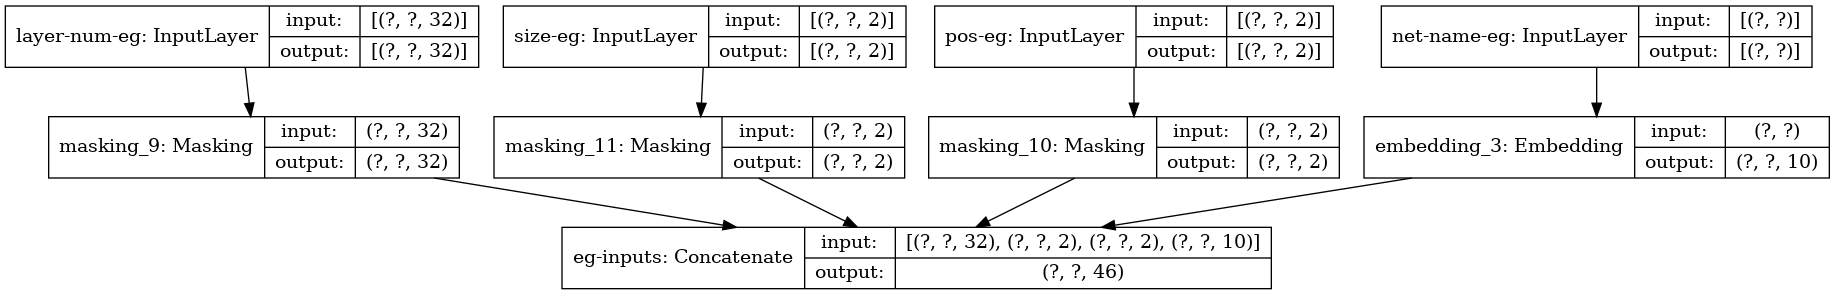 layer-num-eg: InputLayer
input: [(?, ?, 32)]
output: [(?, ?, 32)]
size-eg: InputLayer
input: [(?, ?, 2)]
output: [(?, ?, 2)]
pos-eg: InputLayer
input: [(?, ?, 2)]
output: [(?, ?, 2)]
net-name-eg: InputLayer
input: [(?, ?)]
output: [(?, ?)]
masking_9: Masking
input: (?, ?, 32)
output: (?, ?, 32)
masking_11: Masking
input: (?, ?, 2)
output: (?, ?, 2)
masking_10: Masking
input: (?, ?, 2)
output: (?, ?, 2)
embedding_3: Embedding
input: (?, ?)
output: (?, ?, 10)
eg-inputs: Concatenate
input: [(?, ?, 32), (?, ?, 2), (?, ?, 2), (?, ?, 10)]
output: (?, ?, 46)